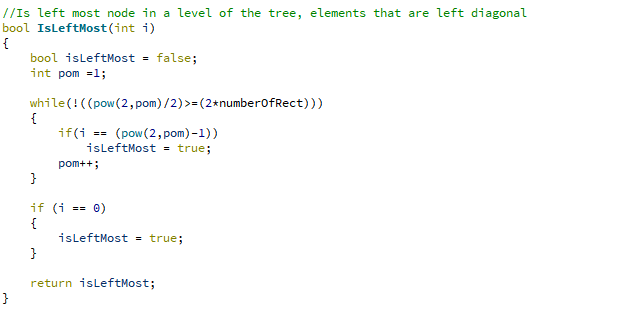 //Is left most node in a level of the tree, elements that are left diagonal
bool IsLeftMost(int i)
{
    bool isLeftMost = false;
    int pom =1;
    while(!((pow(2,pom)/2)>=(2*numberOfRect)))
    {
        if(i == (pow(2,pom)-1))
            isLeftMost = true;
        pom++;
    }
    if (i == 0)
    {
        isLeftMost = true;
    }
    return isLeftMost;
}